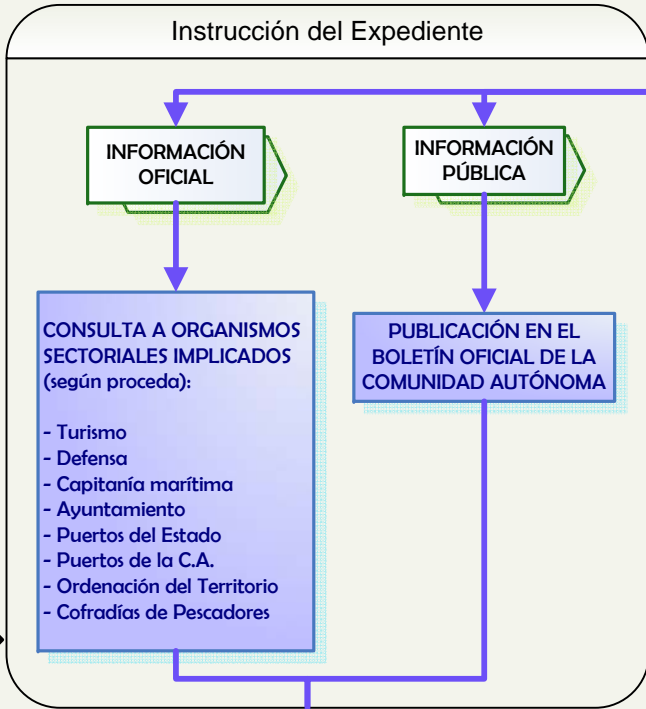 Instrucción del Expediente
INFORMACIÓN
OFICIAL
INFORMACIÓN
PÚBLICA
CONSULTA A ORGANISMOS
SECTORIALES IMPLICADOS
(según proceda):
- Turismo
- Defensa
- Capitanía marítima
- Ayuntamiento
- Puertos del Estado
- Puertos de la C.A.
- Ordenación del Territorio
- Cofradías de Pescadores
PUBLICACIÓN EN EL
BOLETÍN OFICIAL DE LA
COMUNIDAD AUTÓNOMA